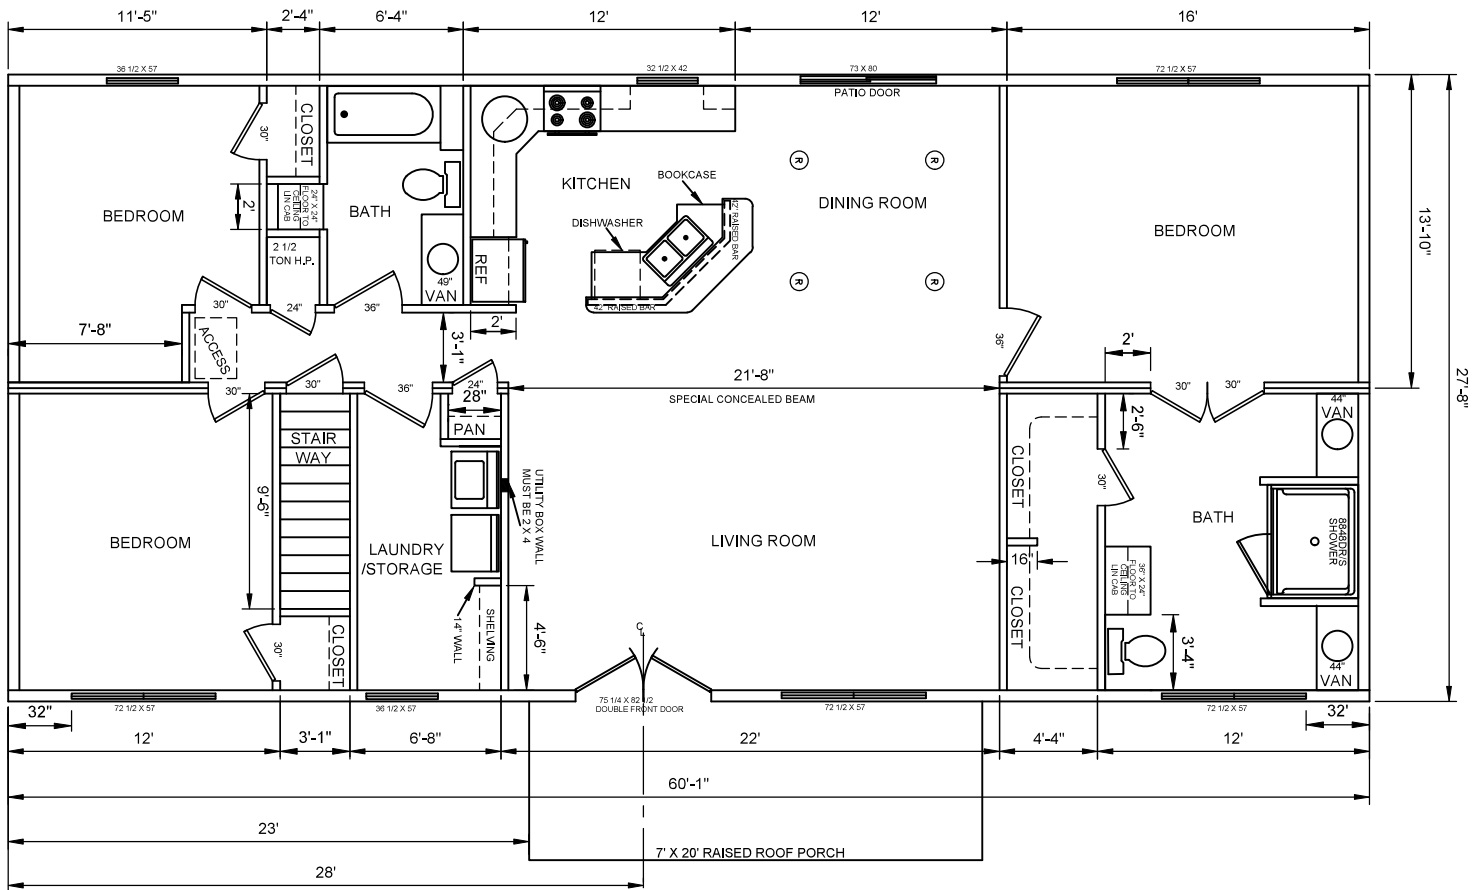 11'-5"
2'-4"
6'-4"
12'
12'
16'
36 1/2 X 57
32 1/2 X 42
73 X 80
72 1/2 X 57
PATIO DOOR
CLOSET
30"
BEDROOM
2'
24" X 24"
FLOOR TO
CEILING
LIN CAB
BATH
2 1/2
TON H.P.
49"
VAN
REF
KITCHEN
BOOKCASE
DISHWASHER
42" RAISED BAR
42" RAISED BAR
DINING ROOM
R
R
R
R
BEDROOM
13'-10"
27'-8"
30"
24"
36"
2'
7'-8"
ACCESS
3'-1"
36"
2'
30"
30"
36"
24"
21'-8"
30"
30"
28"
SPECIAL CONCEALED BEAM
PAN
2'-6"
44"
VAN
STAIR
WAY
9'-6"
CLOSET
30"
UTILITY BOX WALL
MUST BE 2 X 4
BEDROOM
LAUNDRY
/STORAGE
LIVING ROOM
BATH
8848DR/S
SHOWER
16"
36" X 24"
FLOOR TO
CEILING
LIN CAB
CLOSET
14" WALL
SHELVING
4'-6"
30"
CLOSET
CL
3'-4"
44"
VAN
72 1/2 X 57
36 1/2 X 57
75 1/4 X 82 1/2
DOUBLE FRONT DOOR
72 1/2 X 57
72 1/2 X 57
32"
32'
12'
3'-1"
6'-8"
22'
4'-4"
12'
60'-1"
23'
7' X 20' RAISED ROOF PORCH
28'